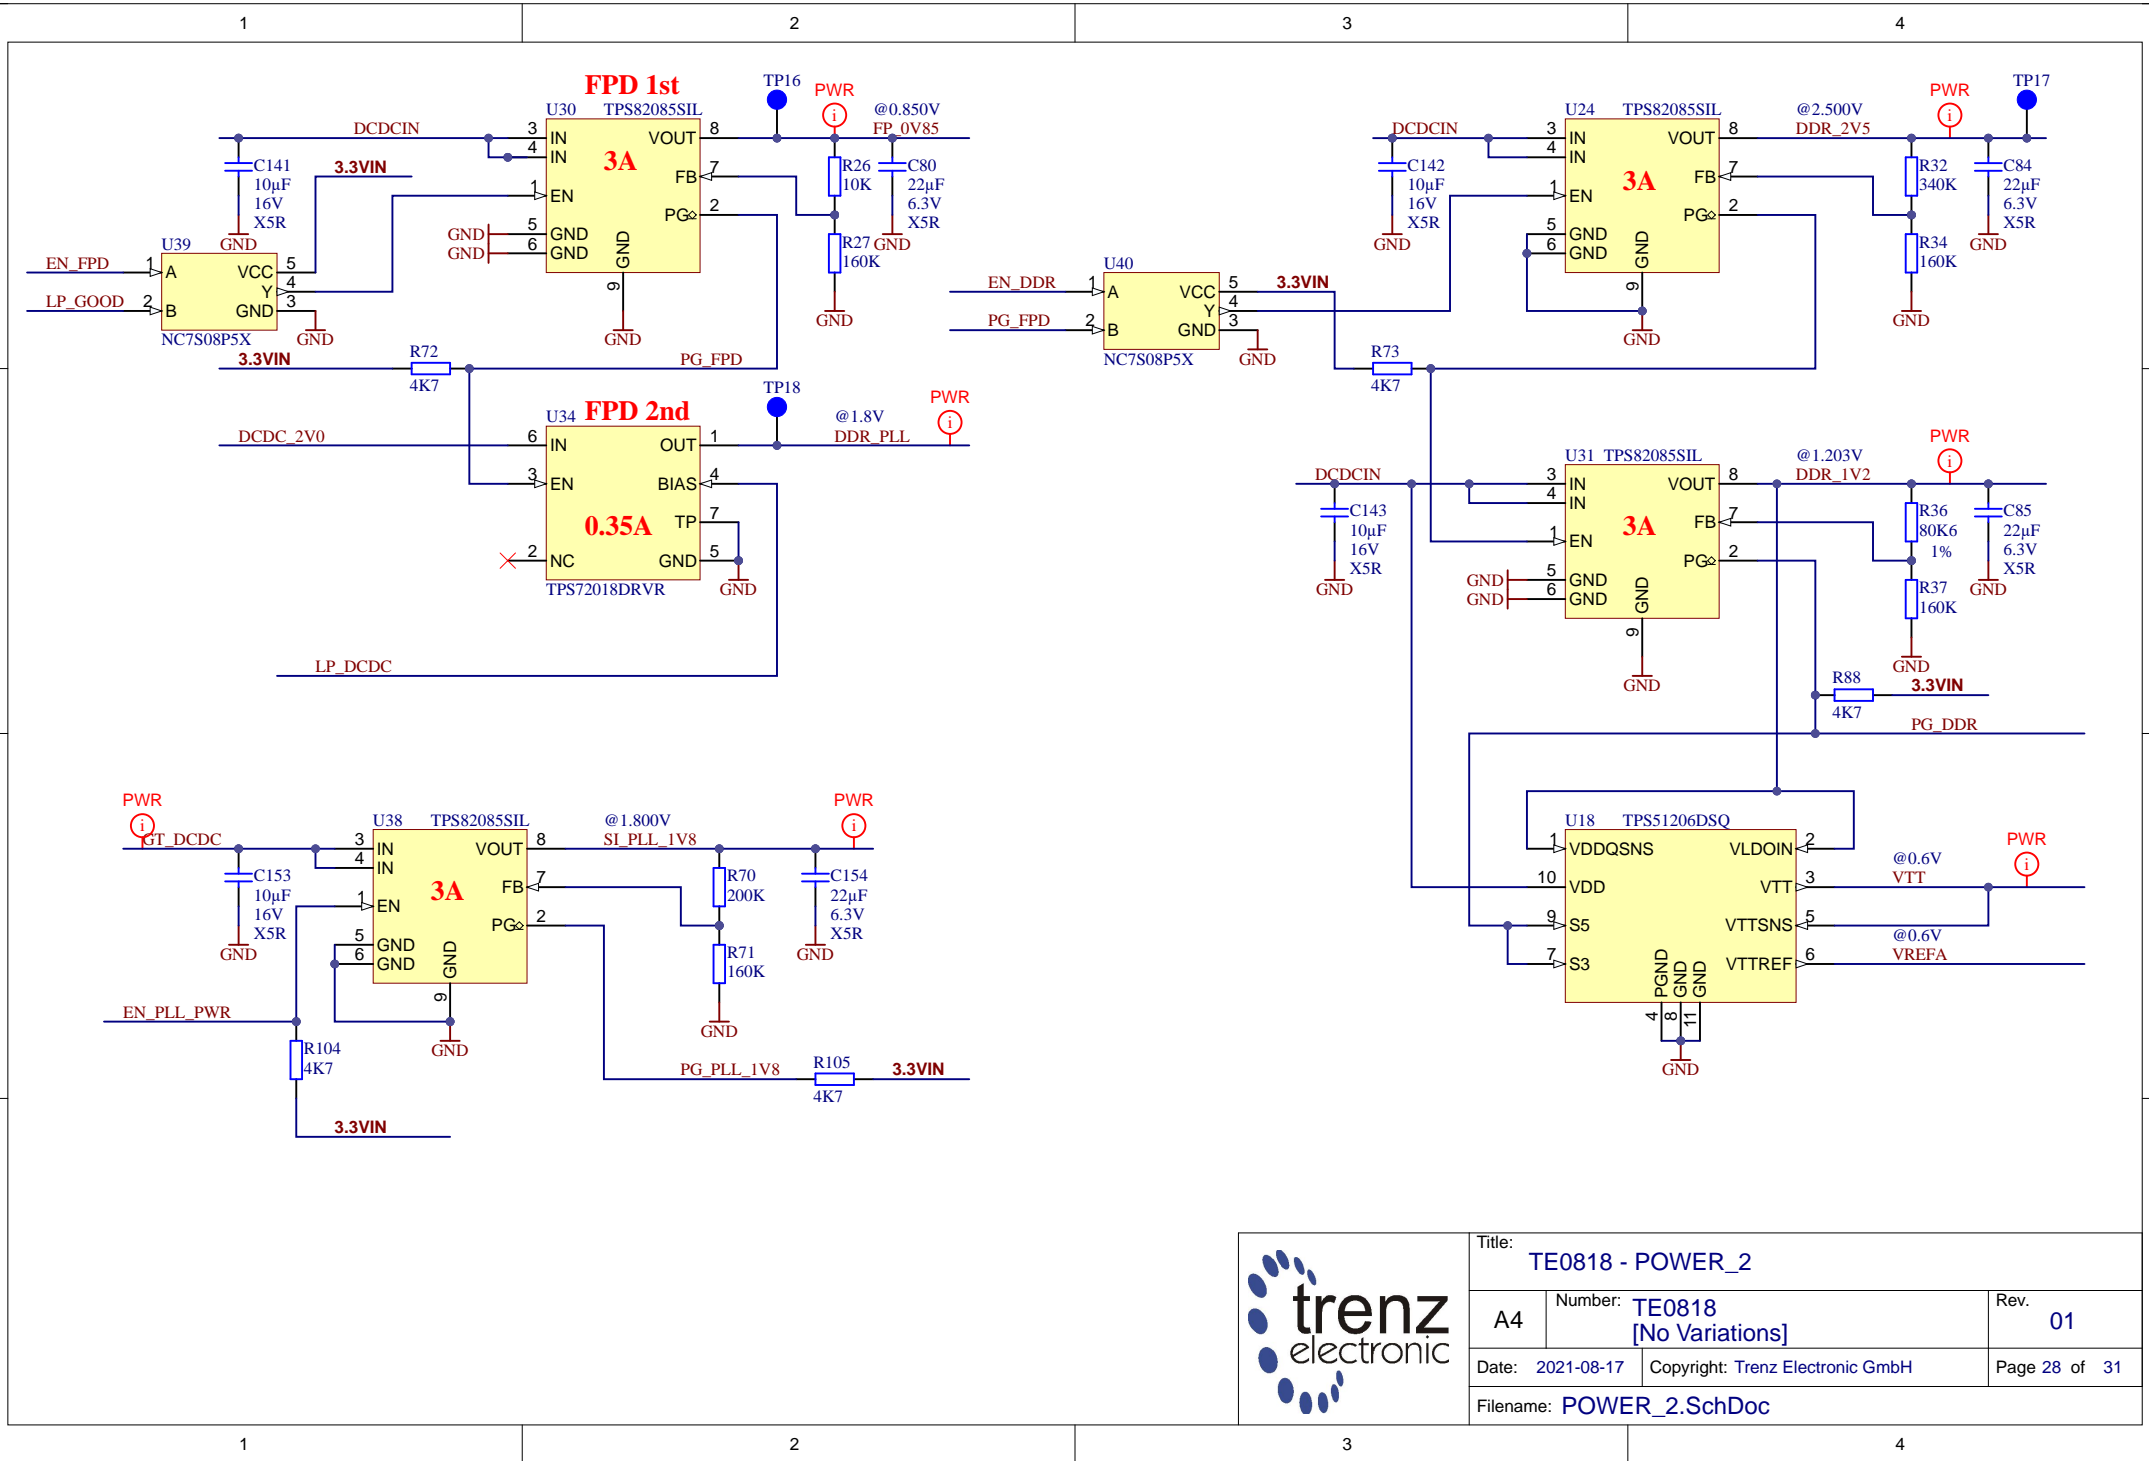 1
2
3
4
FPD 1st
U30 TPS82085SIL
TP16
PWR
i
@0.850V
FP_0V85
DCDCIN
3 IN
4 IN
VOUT 8
3A
1 EN
FB 7
PG 2
5 GND
6 GND
GND
GND
GND
9
GND
C141
10µF
16V
X5R
GND
3.3VIN
R26
10K
C80
22µF
6.3V
X5R
GND
R27
160K
GND
U39
EN_FPD
1 A
VCC 5
Y 4
LP_GOOD
2 B
GND 3
NC7S08P5X
GND
3.3VIN
R72
4K7
PG_FPD
U34 FPD 2nd
TP18
@1.8V
DDR_PLL
PWR
i
DCDC_2V0
6 IN
OUT 1
3 EN
BIAS 4
0.35A
TP 7
2 NC
GND 5
TPS72018DRVR
GND
LP_DCDC
PWR
i
GT_DCDC
U38 TPS82085SIL
@1.800V
SI_PLL_1V8
PWR
i
3 IN
4 IN
VOUT 8
3A
1 EN
FB 7
PG 2
5 GND
6 GND
GND
9
GND
C153
10µF
16V
X5R
GND
R70
200K
C154
22µF
6.3V
X5R
GND
R71
160K
GND
EN_PLL_PWR
R104
4K7
3.3VIN
PG_PLL_1V8
R105
4K7
3.3VIN
U24 TPS82085SIL
@2.500V
DDR_2V5
PWR
i
TP17
DCDCIN
3 IN
4 IN
VOUT 8
3A
1 EN
FB 7
PG 2
5 GND
6 GND
GND
9
GND
C142
10µF
16V
X5R
GND
R32
340K
C84
22µF
6.3V
X5R
GND
R34
160K
GND
U40
EN_DDR
1 A
VCC 5
3.3VIN
Y 4
PG_FPD
2 B
GND 3
NC7S08P5X
GND
R73
4K7
U31 TPS82085SIL
@1.203V
DDR_1V2
PWR
i
DCDCIN
3 IN
4 IN
VOUT 8
3A
1 EN
FB 7
PG 2
GND
GND
5 GND
6 GND
GND
9
GND
C143
10µF
16V
X5R
GND
R36
80K6
1%
C85
22µF
6.3V
X5R
GND
R37
160K
GND
R88
4K7
3.3VIN
PG_DDR
U18 TPS51206DSQ
PWR
i
1 VDDQSNS
VLDOIN 2
@0.6V
10 VDD
VTT 3
VTT
9 S5
VTTSNS 5
@0.6V
7 S3
VTTREF 6
VREFA
PGND
GND
GND
4
8
11
GND
trenz
electronic
Title:
TE0818 - POWER_2
A4
Number: TE0818
[No Variations]
Rev.
01
Date: 2021-08-17
Copyright: Trenz Electronic GmbH
Page 28 of 31
Filename: POWER_2.SchDoc
1
2
3
4